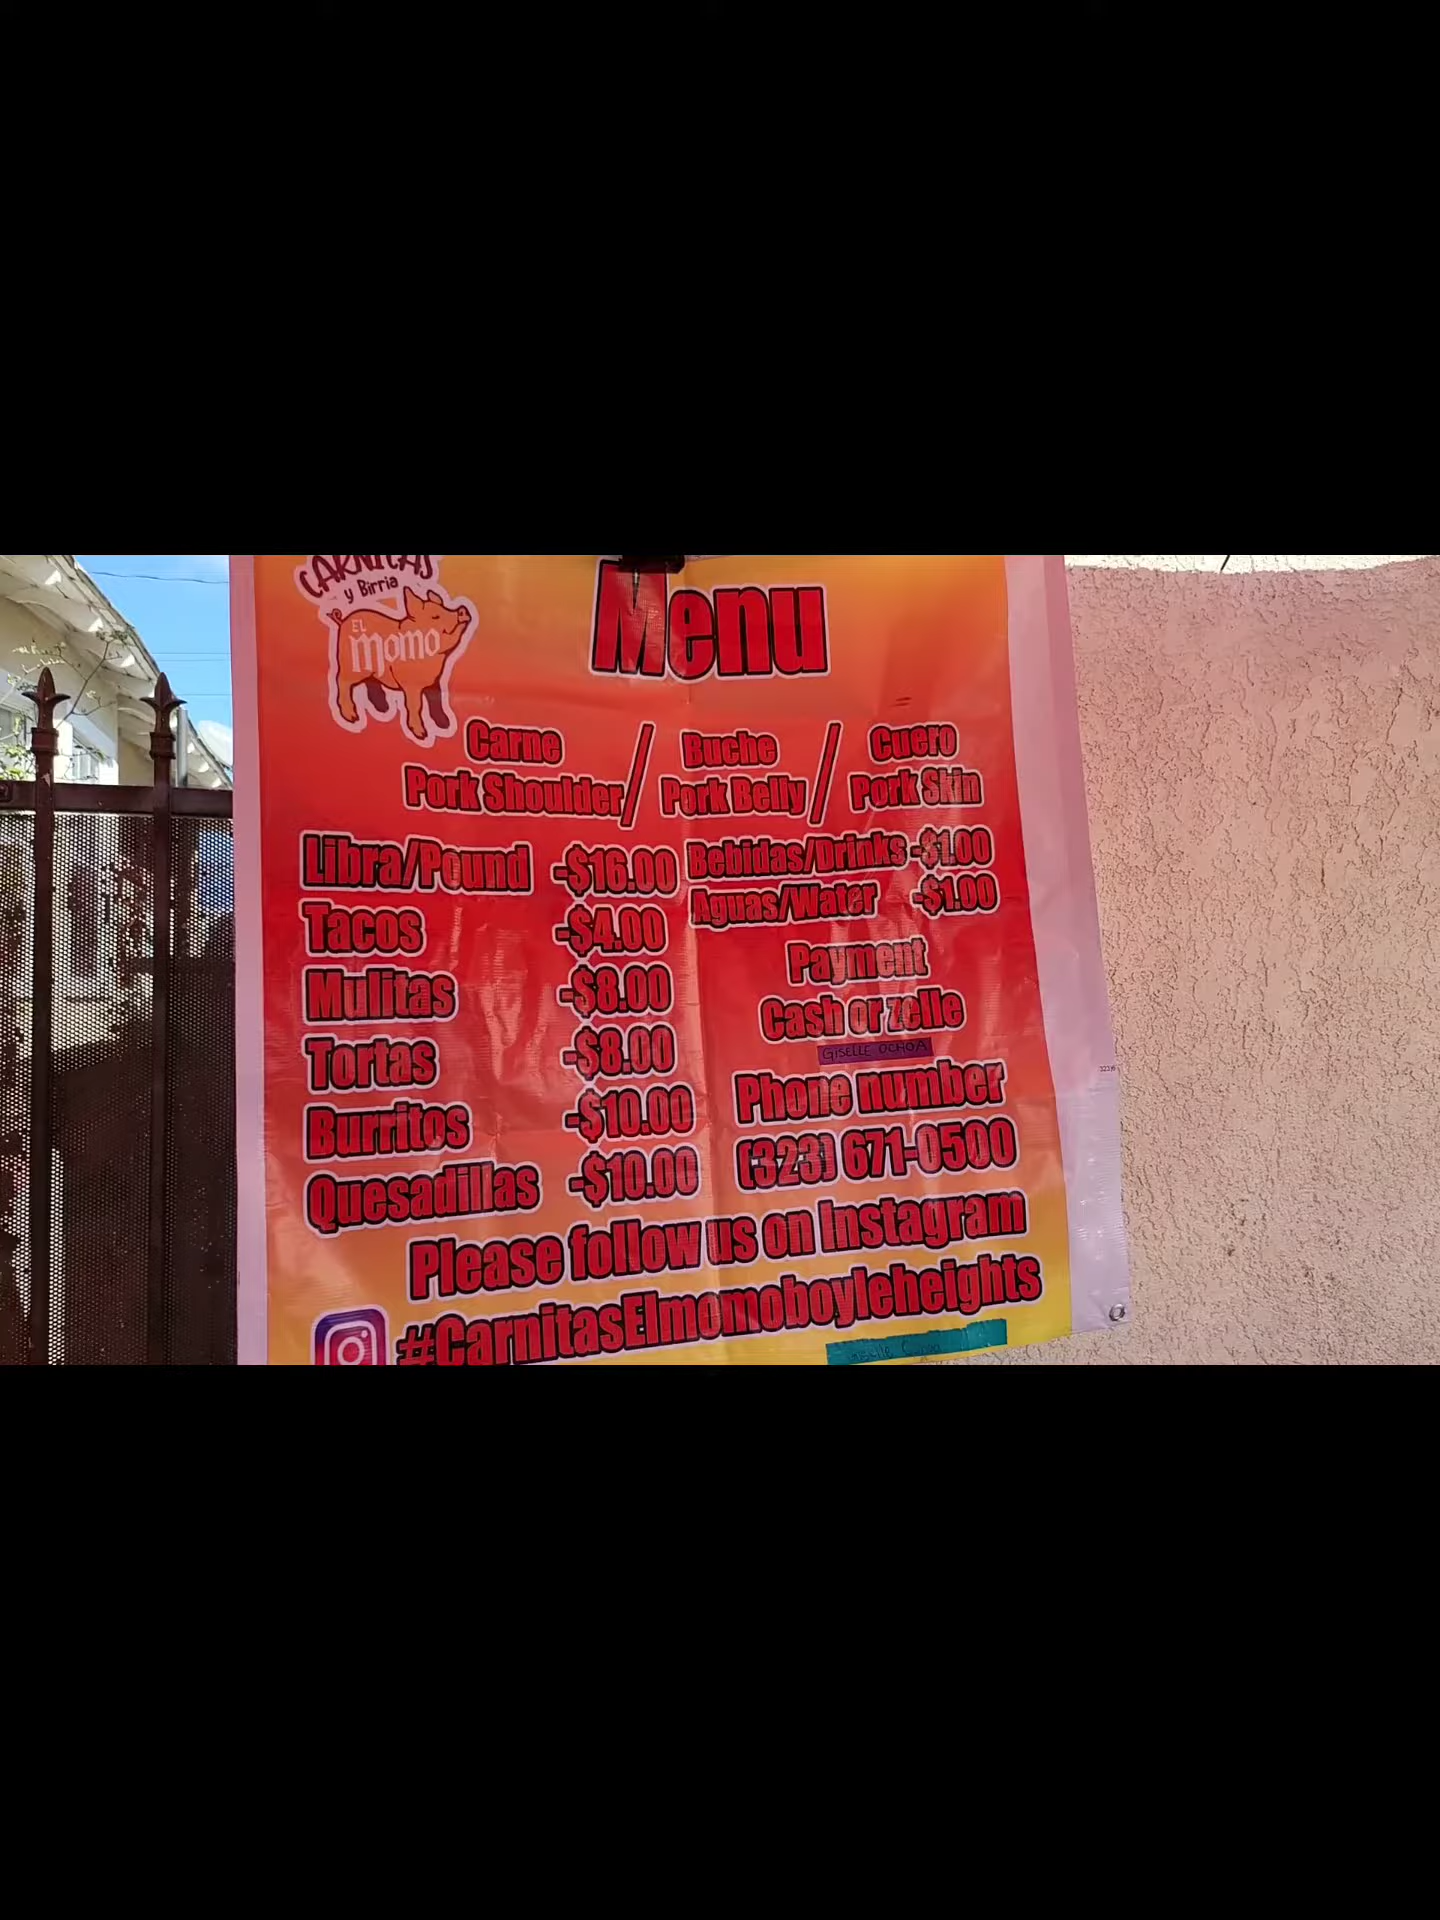 CARNITAS
y Birria
EL
momo
Menu
Carne / Buche / Cuero
Pork Shoulder / Pork Belly / Pork Skin
Libra/Pound -$16.00
Tacos -$4.00
Mulitas -$8.00
Tortas -$8.00
Burritos -$10.00
Quesadillas -$10.00
Bebidas/Drinks -$1.00
Aguas/Water -$1.00
Payment
Cash or zelle
GISELLE OCHOA
Phone number
(323) 671-0500
Please follow us on Instagram
#CarnitasElmomoboyleheights